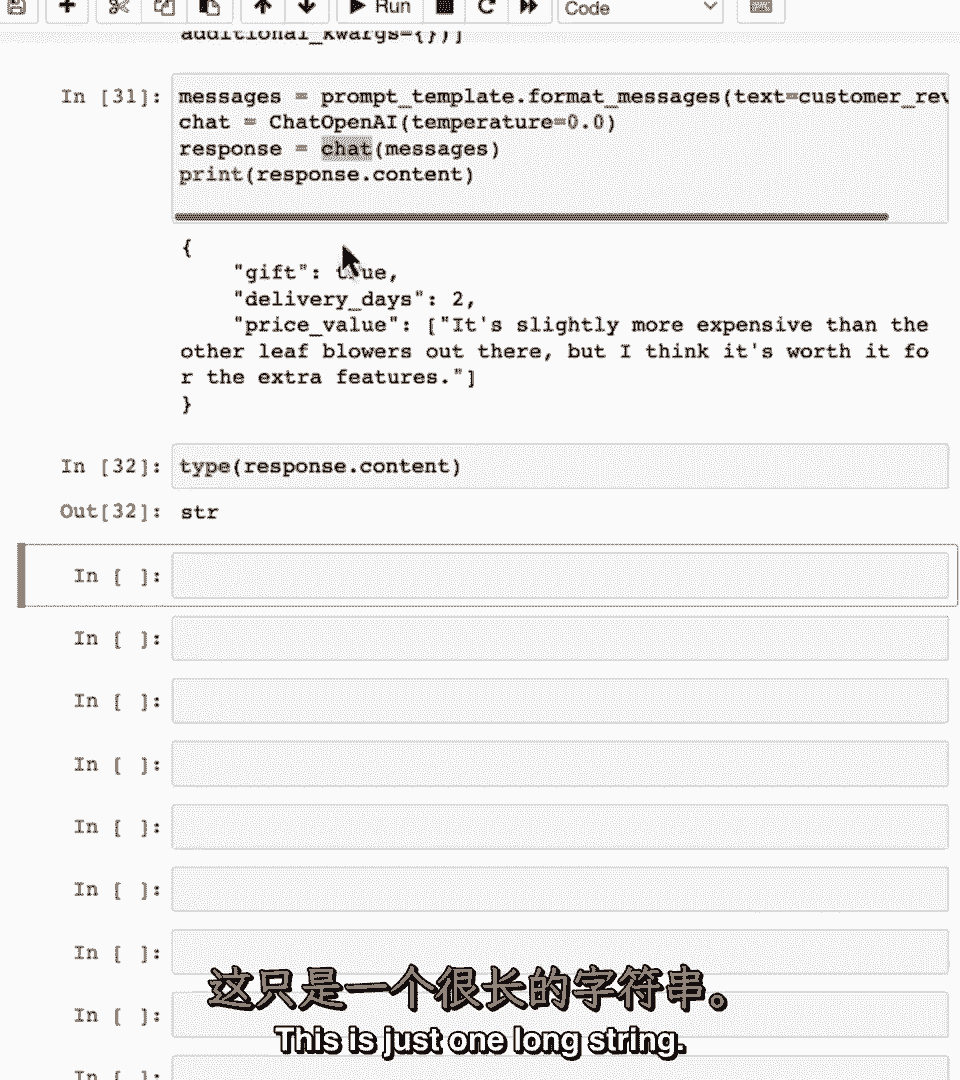 Run
Code
additional_kwargs={})]
In [31]:
messages = prompt_template.format_messages(text=customer_rev
chat = ChatOpenAI(temperature=0.0)
response = chat(messages)
print(response.content)
{
"gift": true,
"delivery_days": 2,
"price_value": ["It's slightly more expensive than the
other leaf blowers out there, but I think it's worth it fo
r the extra features."]
}
In [32]: type(response.content)
Out[32]: str
In [ ]:
In [ ]:
In [ ]:
In [ ]:
In [ ]:
In [ ]:
In [ ]:
In [ ]:
In [ ]:
这只是一个很长的字符串。
This is just one long string.